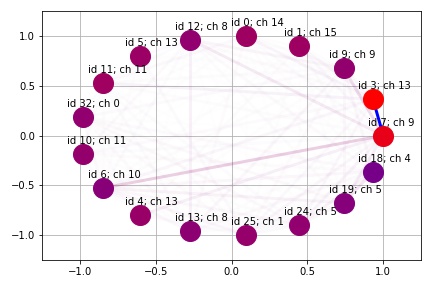 id 12; ch 8
id 0; ch 14
id 5; ch 13
id 1; ch 15
id 9; ch 9
id 11; ch 11
id 3; ch 13
id 32; ch 0
id 7; ch 9
id 10; ch 11
id 18; ch 4
id 6; ch 10
id 19; ch 5
id 4; ch 13
id 13; ch 8
id 25; ch 1
id 24; ch 5
1.0
0.5
0.0
−0.5
−1.0
−1.0
−0.5
0.0
0.5
1.0